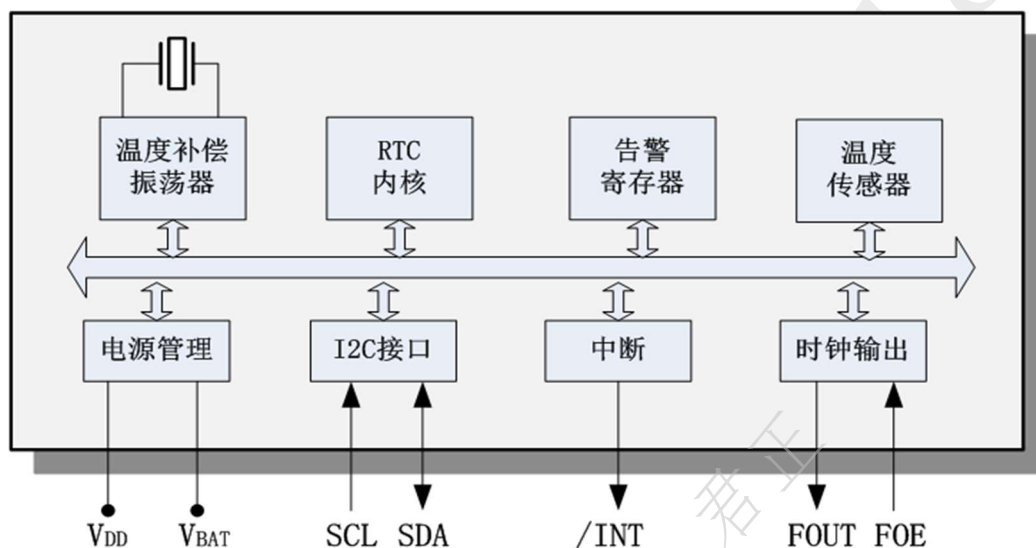 温度补偿
振荡器
RTC
内核
告警
寄存器
温度
传感器
电源管理
I2C接口
中断
时钟输出
VDD
VBAT
SCL
SDA
/INT
FOUT
FOE
君正